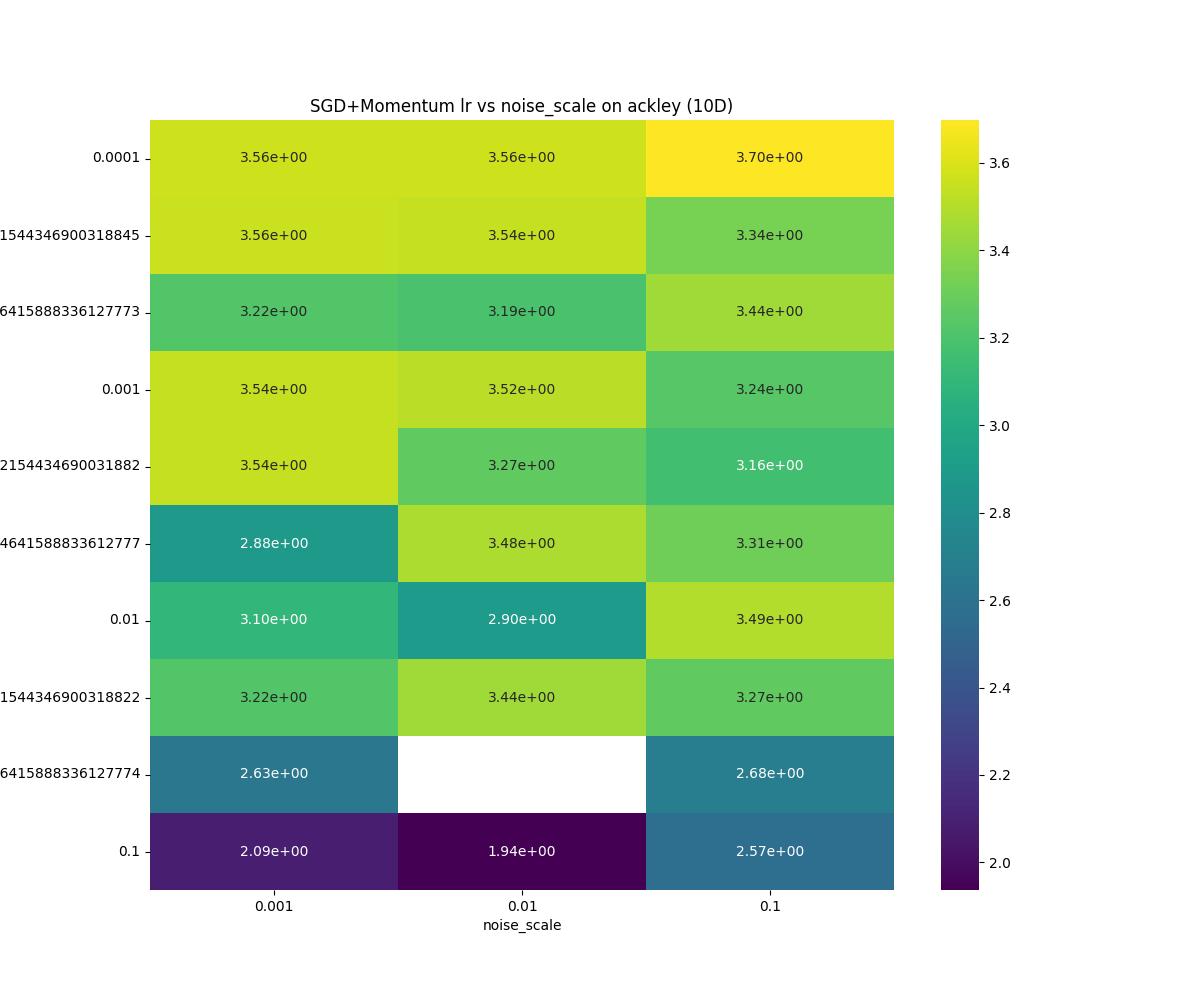 SGD+Momentum lr vs noise_scale on ackley (10D)
0.0001 3.56e+00 3.56e+00 3.70e+00
1544346900318845 3.56e+00 3.54e+00 3.34e+00
6415888336127773 3.22e+00 3.19e+00 3.44e+00
0.001 3.54e+00 3.52e+00 3.24e+00
2154434690031882 3.54e+00 3.27e+00 3.16e+00
4641588833612777 2.88e+00 3.48e+00 3.31e+00
0.01 3.10e+00 2.90e+00 3.49e+00
1544346900318822 3.22e+00 3.44e+00 3.27e+00
6415888336127774 2.63e+00 2.68e+00
0.1 2.09e+00 1.94e+00 2.57e+00
0.001 0.01 0.1
noise_scale
3.6
3.4
3.2
3.0
2.8
2.6
2.4
2.2
2.0